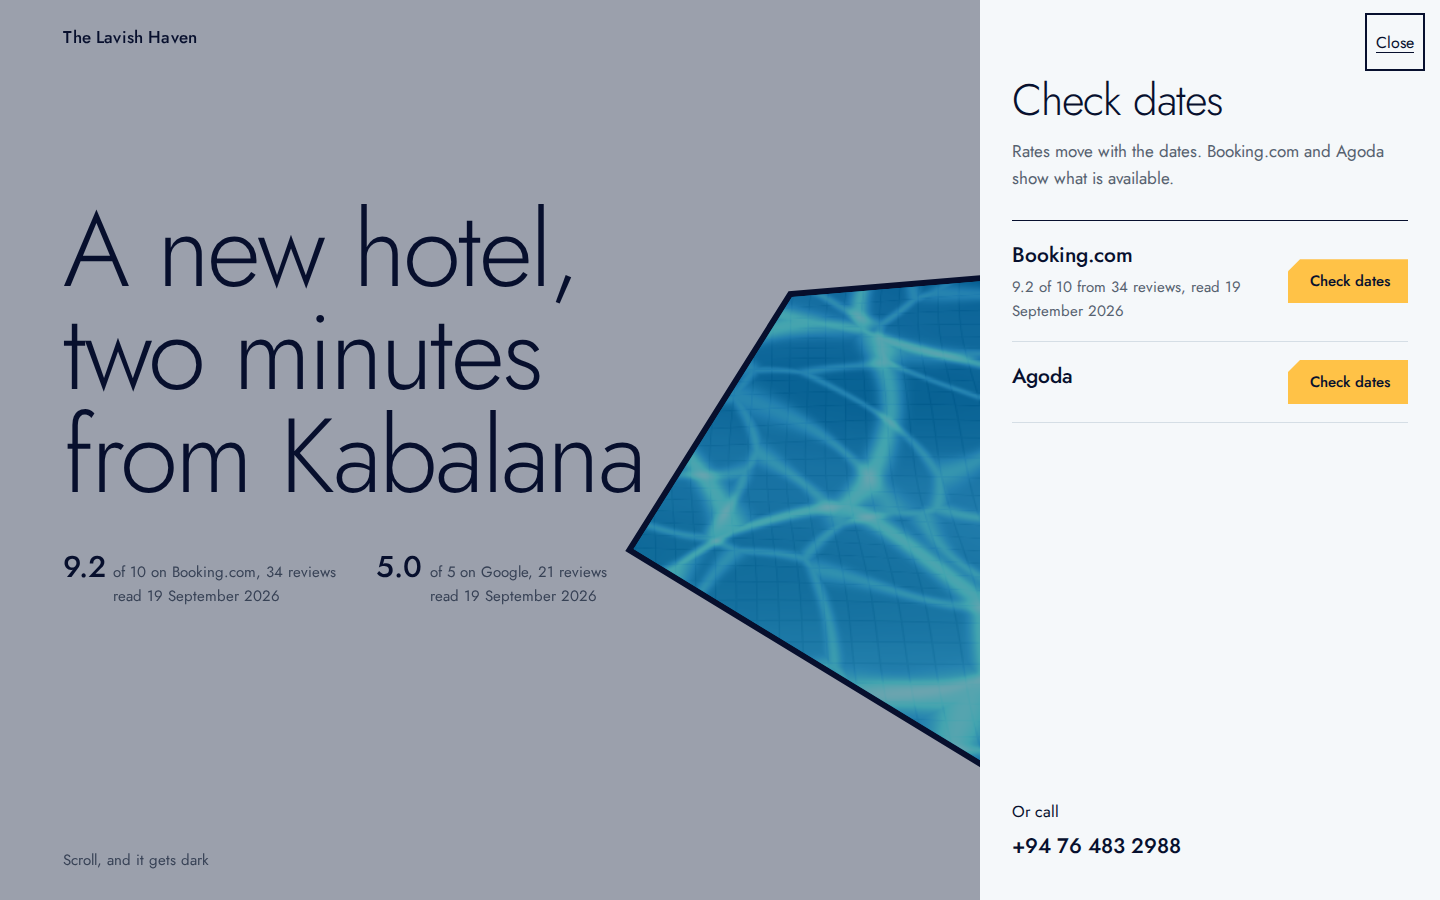 The Lavish Haven
A new hotel,
two minutes
from Kabalana
9.2 of 10 on Booking.com, 34 reviews
read 19 September 2026
5.0 of 5 on Google, 21 reviews
read 19 September 2026
Scroll, and it gets dark
Close
Check dates
Rates move with the dates. Booking.com and Agoda
show what is available.
Booking.com
9.2 of 10 from 34 reviews, read 19
September 2026
Check dates
Agoda
Check dates
Or call
+94 76 483 2988